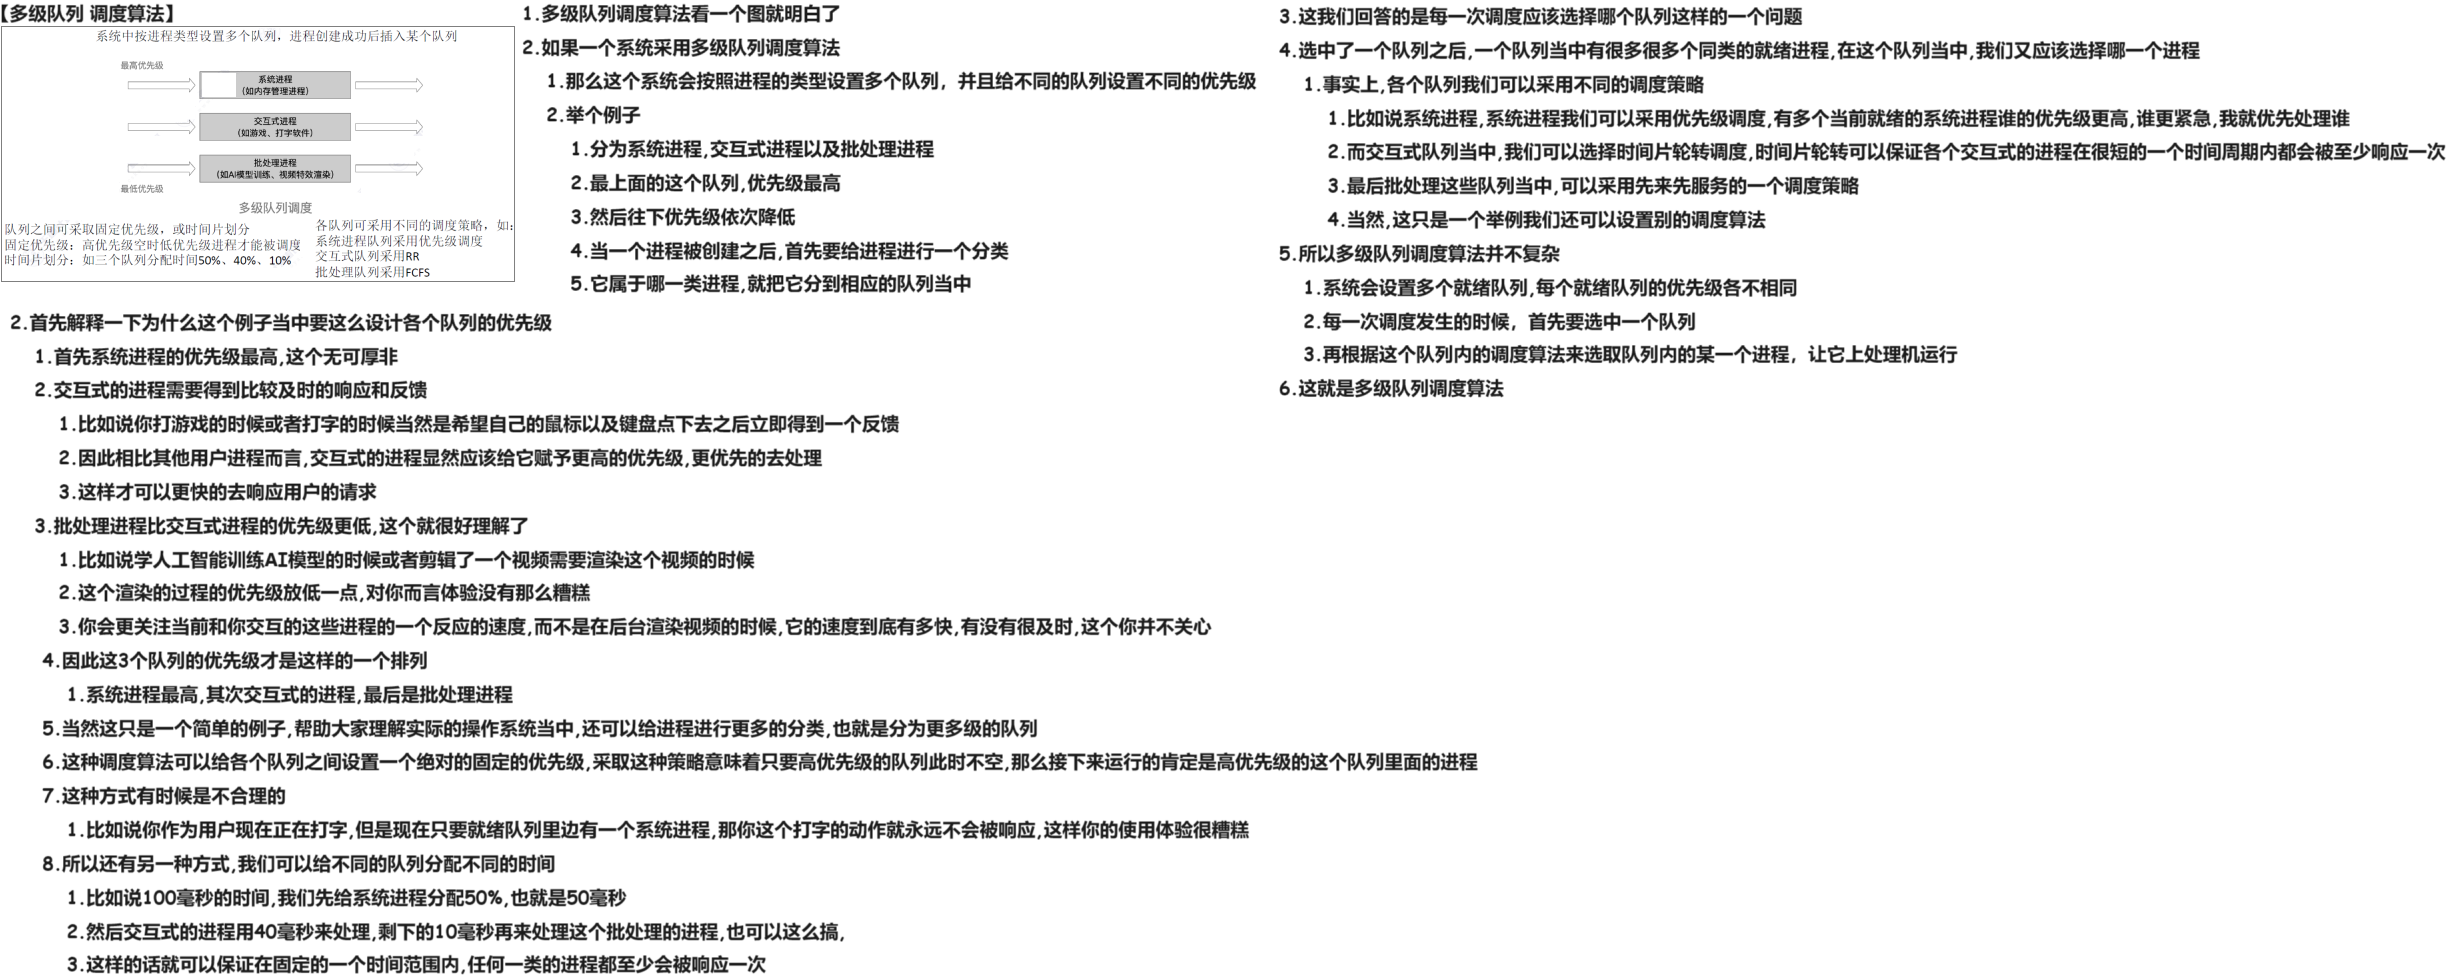 【多级队列 调度算法】
系统中按进程类型设置多个队列，进程创建成功后插入某个队列
最高优先级
系统进程
（如内存管理进程）
交互式进程
（如游戏、打字软件）
批处理进程
（如AI模型训练、视频特效渲染）
最低优先级
多级队列调度
队列之间可采取固定优先级，或时间片划分
固定优先级：高优先级空时低优先级进程才能被调度
时间片划分：如三个队列分配时间50%、40%、10%
各队列可采用不同的调度策略，如:
系统进程队列采用优先级调度
交互式队列采用RR
批处理队列采用FCFS
1.多级队列调度算法看一个图就明白了
2.如果一个系统采用多级队列调度算法
1.那么这个系统会按照进程的类型设置多个队列，并且给不同的队列设置不同的优先级
2.举个例子
1.分为系统进程,交互式进程以及批处理进程
2.最上面的这个队列,优先级最高
3.然后往下优先级依次降低
4.当一个进程被创建之后,首先要给进程进行一个分类
5.它属于哪一类进程,就把它分到相应的队列当中
2.首先解释一下为什么这个例子当中要这么设计各个队列的优先级
1.首先系统进程的优先级最高,这个无可厚非
2.交互式的进程需要得到比较及时的响应和反馈
1.比如说你打游戏的时候或者打字的时候当然是希望自己的鼠标以及键盘点下去之后立即得到一个反馈
2.因此相比其他用户进程而言,交互式的进程显然应该给它赋予更高的优先级,更优先的去处理
3.这样才可以更快的去响应用户的请求
3.批处理进程比交互式进程的优先级更低,这个就很好理解了
1.比如说学人工智能训练AI模型的时候或者剪辑了一个视频需要渲染这个视频的时候
2.这个渲染的过程的优先级放低一点,对你而言体验没有那么糟糕
3.你会更关注当前和你交互的这些进程的一个反应的速度,而不是在后台渲染视频的时候,它的速度到底有多快,有没有很及时,这个你并不关心
4.因此这3个队列的优先级才是这样的一个排列
1.系统进程最高,其次交互式的进程,最后是批处理进程
5.当然这只是一个简单的例子,帮助大家理解实际的操作系统当中,还可以给进程进行更多的分类,也就是分为更多级的队列
6.这种调度算法可以给各个队列之间设置一个绝对的固定的优先级,采取这种策略意味着只要高优先级的队列此时不空,那么接下来运行的肯定是高优先级的这个队列里面的进程
7.这种方式有时候是不合理的
1.比如说你作为用户现在正在打字,但是现在只要就绪队列里边有一个系统进程,那你这个打字的动作就永远不会被响应,这样你的使用体验很糟糕
8.所以还有另一种方式,我们可以给不同的队列分配不同的时间
1.比如说100毫秒的时间,我们先给系统进程分配50%,也就是50毫秒
2.然后交互式的进程用40毫秒来处理,剩下的10毫秒再来处理这个批处理的进程,也可以这么搞,
3.这样的话就可以保证在固定的一个时间范围内,任何一类的进程都至少会被响应一次
3.这我们回答的是每一次调度应该选择哪个队列这样的一个问题
4.选中了一个队列之后,一个队列当中有很多很多个同类的就绪进程,在这个队列当中,我们又应该选择哪一个进程
1.事实上,各个队列我们可以采用不同的调度策略
1.比如说系统进程,系统进程我们可以采用优先级调度,有多个当前就绪的系统进程谁的优先级更高,谁更紧急,我就优先处理谁
2.而交互式队列当中,我们可以选择时间片轮转调度,时间片轮转可以保证各个交互式的进程在很短的一个时间周期内都会被至少响应一次
3.最后批处理这些队列当中,可以采用先来先服务的一个调度策略
4.当然,这只是一个举例我们还可以设置别的调度算法
5.所以多级队列调度算法并不复杂
1.系统会设置多个就绪队列,每个就绪队列的优先级各不相同
2.每一次调度发生的时候，首先要选中一个队列
3.再根据这个队列内的调度算法来选取队列内的某一个进程，让它上处理机运行
6.这就是多级队列调度算法